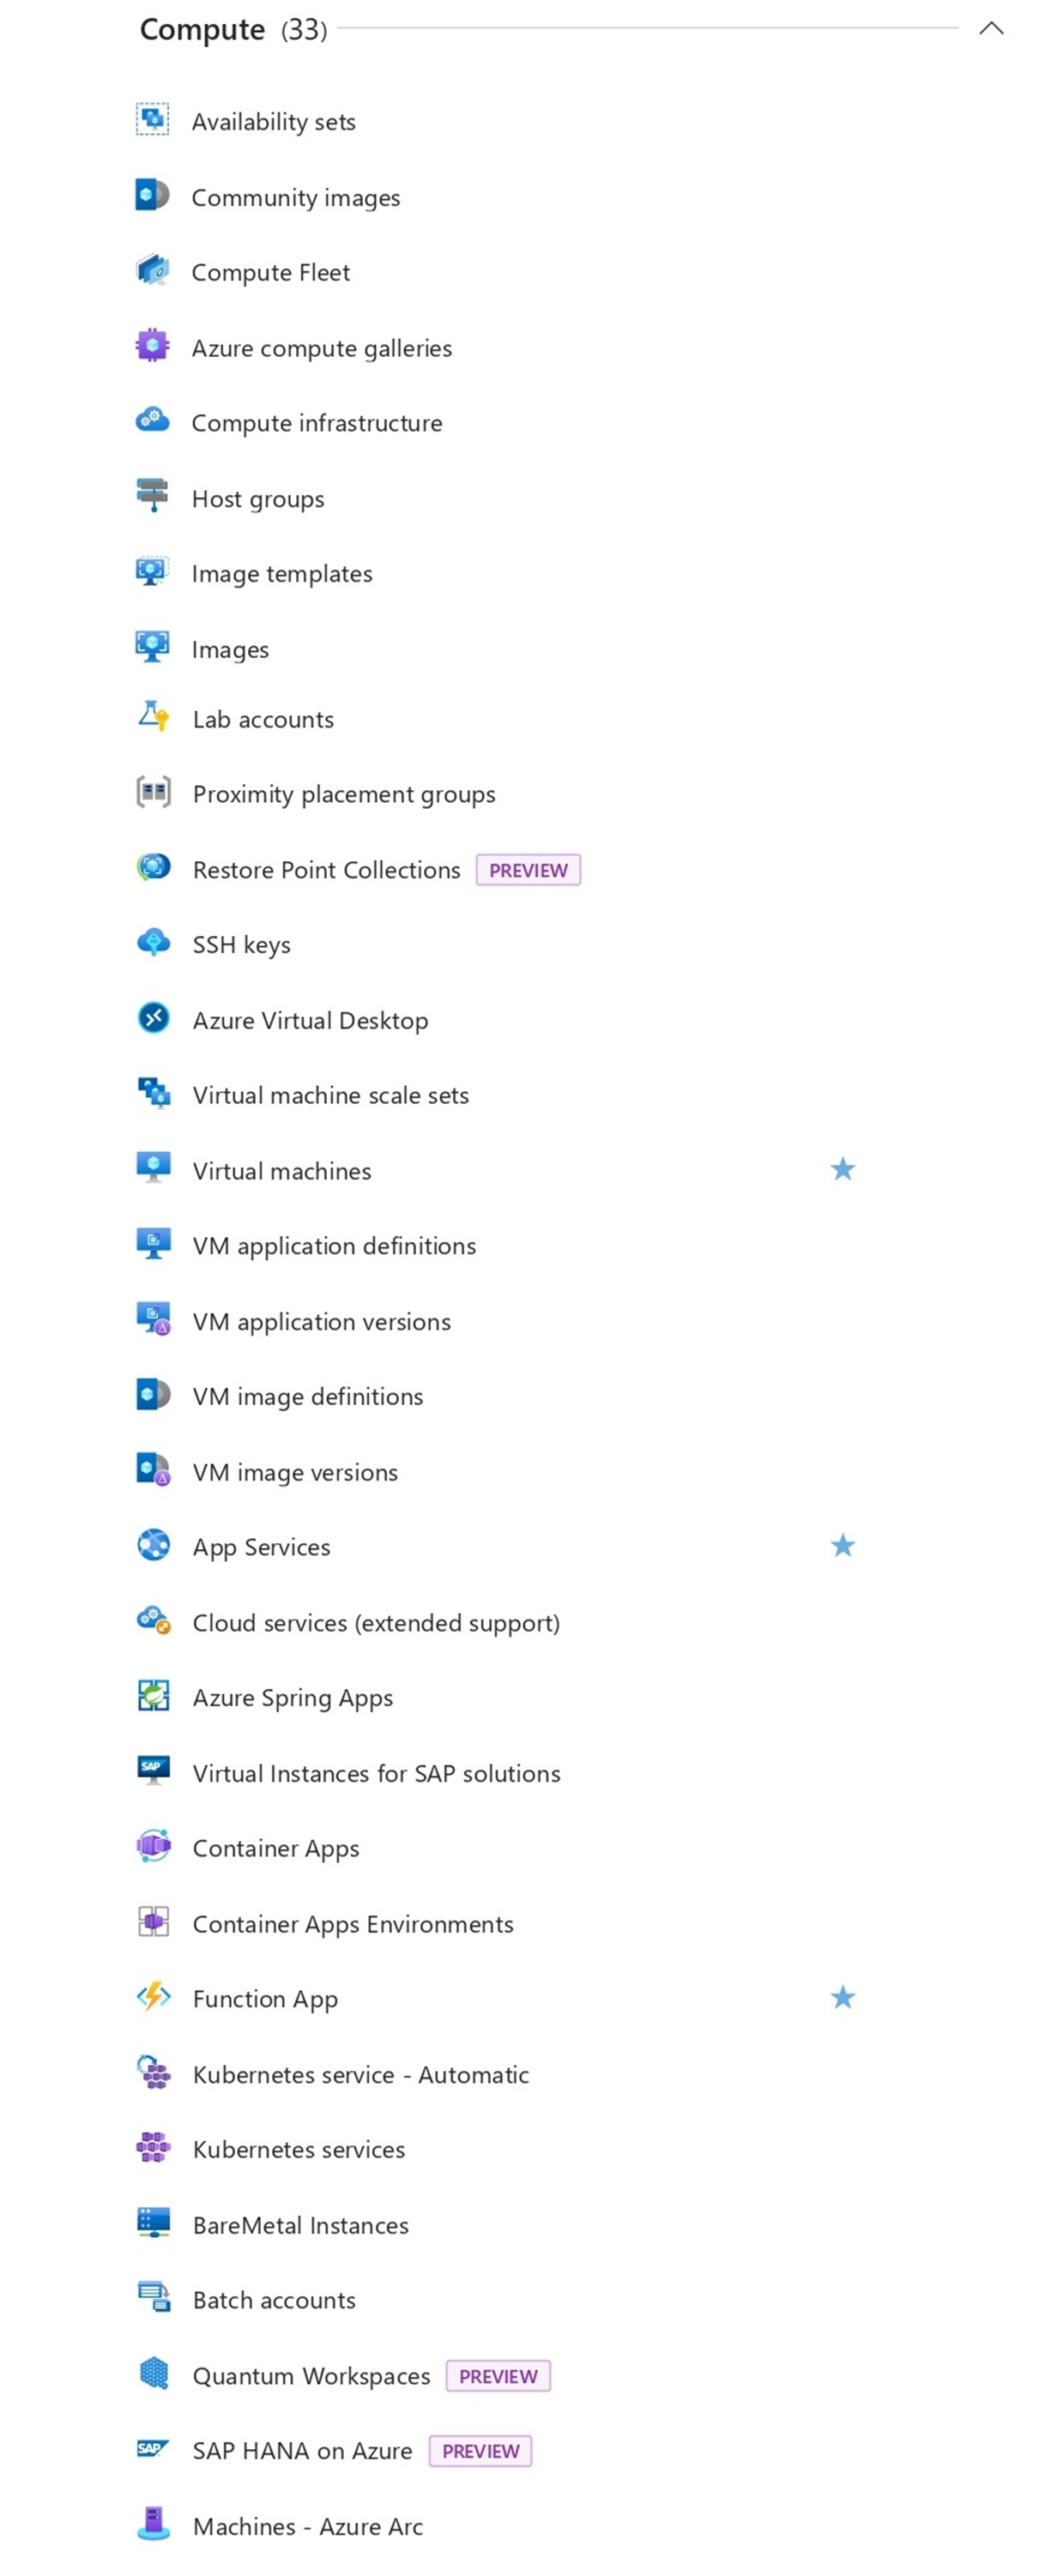 Compute (33)
Availability sets
Community images
Compute Fleet
Azure compute galleries
Compute infrastructure
Host groups
Image templates
Images
Lab accounts
Proximity placement groups
Restore Point Collections PREVIEW
SSH keys
Azure Virtual Desktop
Virtual machine scale sets
Virtual machines
VM application definitions
VM application versions
VM image definitions
VM image versions
App Services
Cloud services (extended support)
Azure Spring Apps
SAP Virtual Instances for SAP solutions
Container Apps
Container Apps Environments
Function App
Kubernetes service - Automatic
Kubernetes services
BareMetal Instances
Batch accounts
Quantum Workspaces PREVIEW
SAP SAP HANA on Azure PREVIEW
Machines - Azure Arc